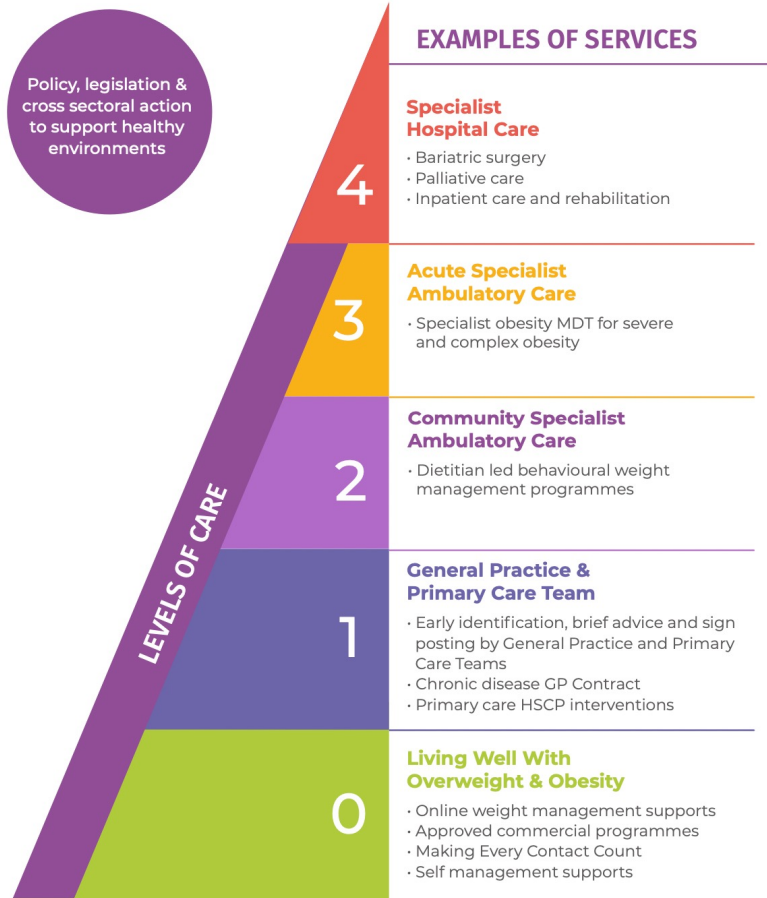 Policy, legislation &
cross sectoral action
to support healthy
environments
EXAMPLES OF SERVICES
LEVELS OF CARE
4
Specialist
Hospital Care
· Bariatric surgery
· Palliative care
· Inpatient care and rehabilitation
3
Acute Specialist
Ambulatory Care
· Specialist obesity MDT for severe
and complex obesity
2
Community Specialist
Ambulatory Care
· Dietitian led behavioural weight
management programmes
1
General Practice &
Primary Care Team
· Early identification, brief advice and sign
posting by General Practice and Primary
Care Teams
· Chronic disease GP Contract
· Primary care HSCP interventions
0
Living Well With
Overweight & Obesity
· Online weight management supports
· Approved commercial programmes
· Making Every Contact Count
· Self management supports